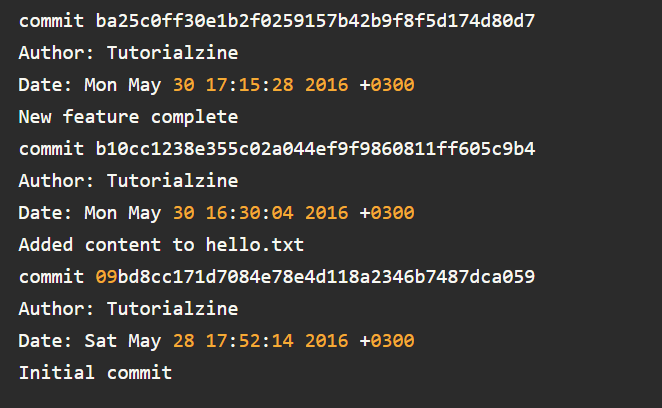 commit ba25c0ff30e1b2f0259157b42b9f8f5d174d80d7
Author: Tutorialzine
Date: Mon May 30 17:15:28 2016 +0300
New feature complete
commit b10cc1238e355c02a044ef9f9860811ff605c9b4
Author: Tutorialzine
Date: Mon May 30 16:30:04 2016 +0300
Added content to hello.txt
commit 09bd8cc171d7084e78e4d118a2346b7487dca059
Author: Tutorialzine
Date: Sat May 28 17:52:14 2016 +0300
Initial commit